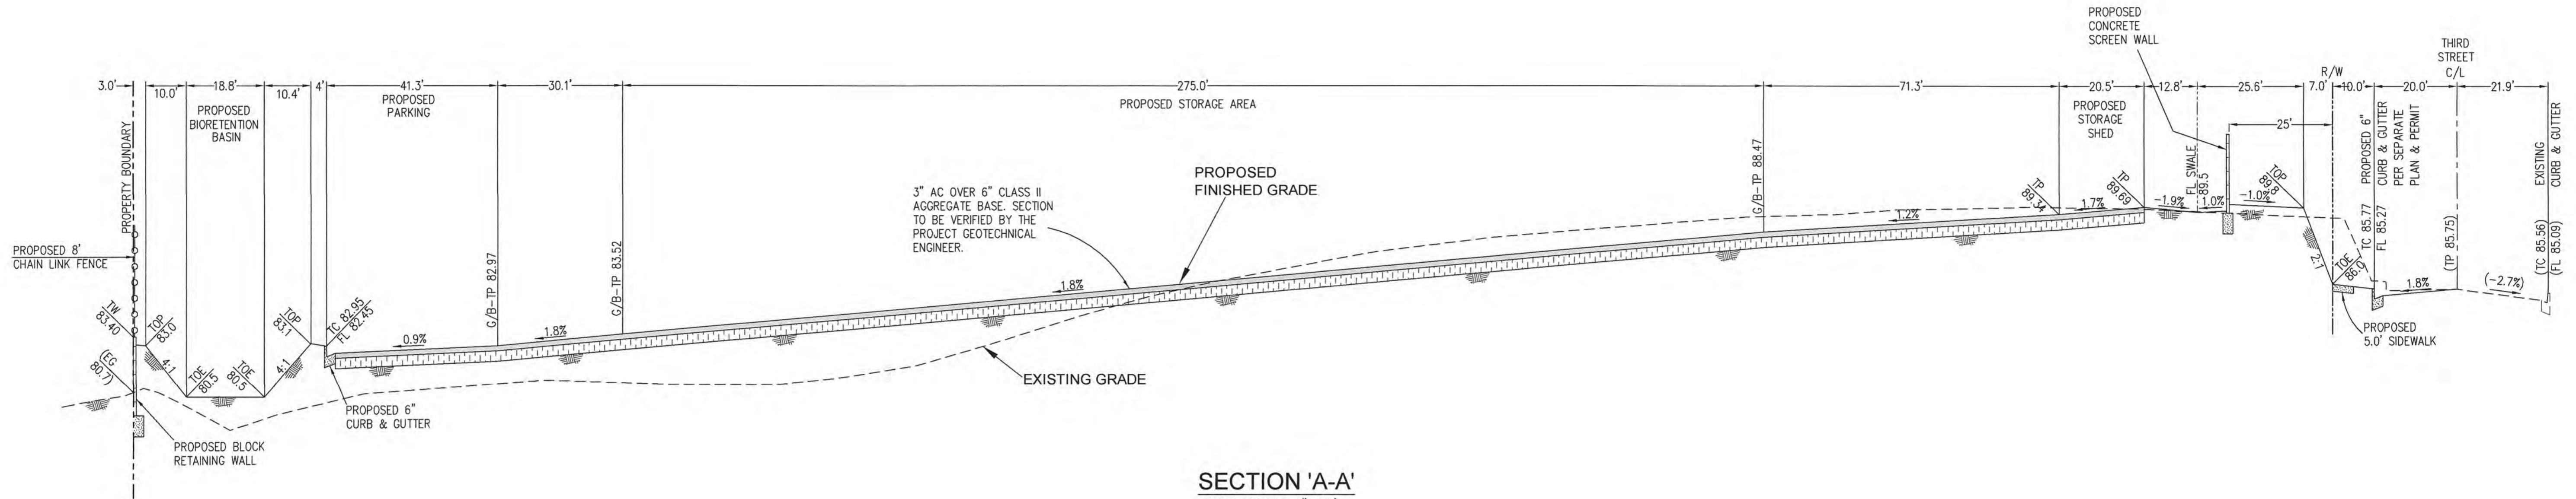 PROPOSED
CONCRETE
SCREEN WALL
THIRD
STREET
C/L
R/W
3.0'
10.0'
18.8'
10.4'
4'
41.3'
30.1'
275.0'
71.3'
20.5'
12.8'
25.6'
7.0'
10.0'
20.0'
21.9'
PROPERTY BOUNDARY
PROPOSED
BIORETENTION
BASIN
PROPOSED
PARKING
PROPOSED STORAGE AREA
PROPOSED
STORAGE
SHED
25'
PROPOSED 6"
CURB & GUTTER
PER SEPARATE
PLAN & PERMIT
EXISTING
CURB & GUTTER
G/B-TP 82.97
G/B-TP 83.52
G/B-TP 88.47
3" AC OVER 6" CLASS II
AGGREGATE BASE. SECTION
TO BE VERIFIED BY THE
PROJECT GEOTECHNICAL
ENGINEER.
PROPOSED
FINISHED GRADE
TP
89.34
TP
89.69
FL SWALE
89.5
TOP
89.8
1.7%
-1.9%
1.0%
-1.0%
1.2%
1.8%
1.8%
0.9%
PROPOSED 8'
CHAIN LINK FENCE
TW
83.40
TOP
83.0
(EG
80.7)
4:1
TOE
80.5
TOE
80.5
4:1
TOP
83.1
TC 82.95
FL 82.45
2:1
TOE
86.0
TC 85.77
FL 85.27
1.8%
(TP 85.75)
(-2.7%)
(TC 85.56)
(FL 85.09)
PROPOSED
5.0' SIDEWALK
EXISTING GRADE
PROPOSED 6"
CURB & GUTTER
PROPOSED BLOCK
RETAINING WALL
SECTION 'A-A'